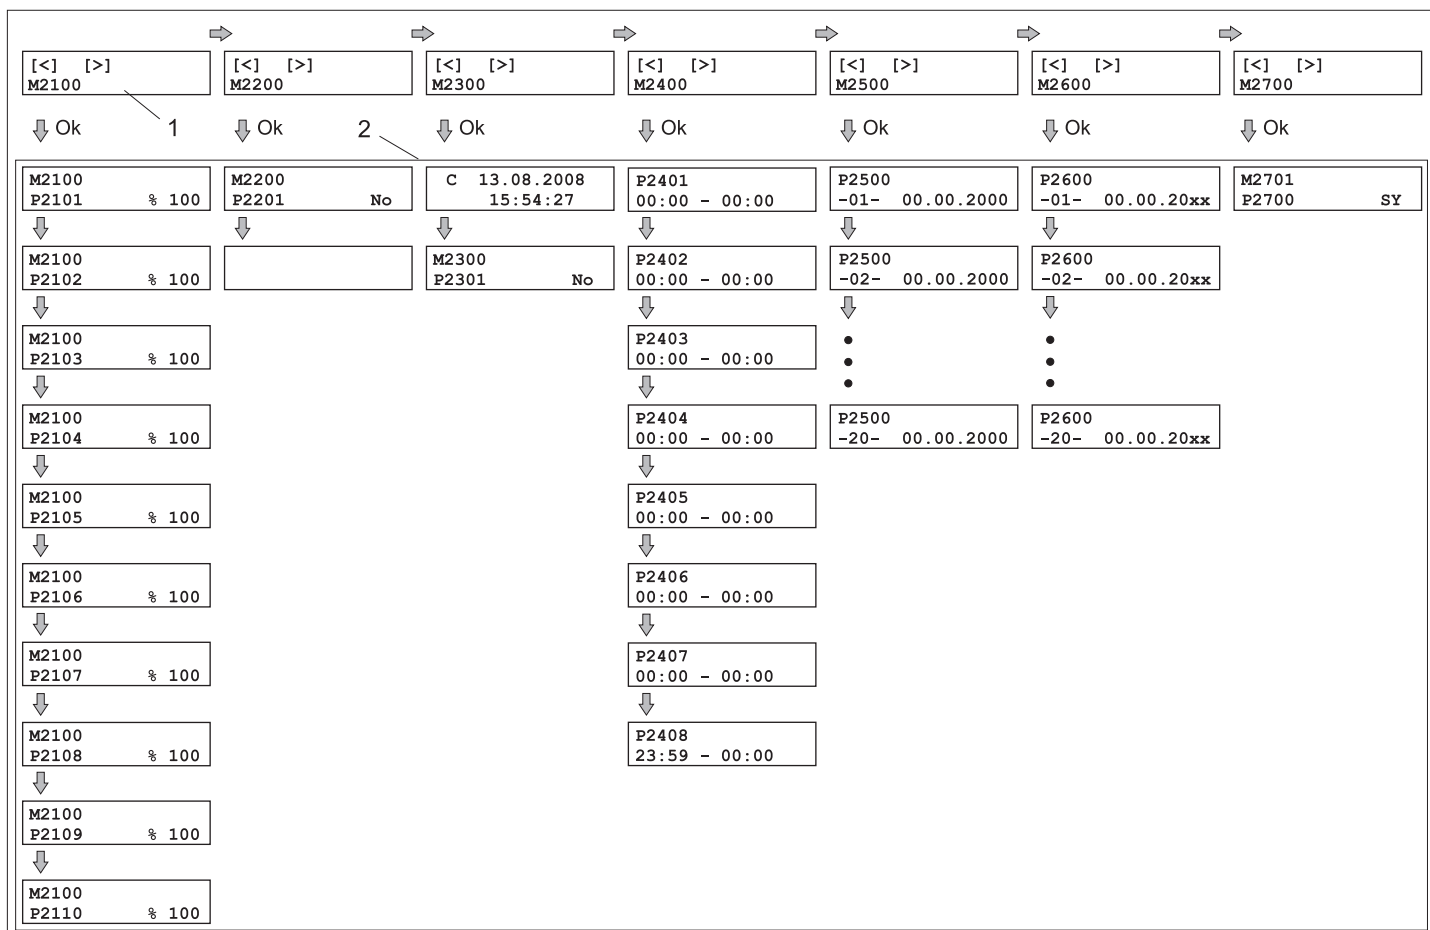 [<] [>]
M2100
[<] [>]
M2200
[<] [>]
M2300
[<] [>]
M2400
[<] [>]
M2500
[<] [>]
M2600
[<] [>]
M2700
Ok
1
Ok
2
Ok
Ok
Ok
Ok
Ok
M2100
P2101 % 100
M2100
P2102 % 100
M2100
P2103 % 100
M2100
P2104 % 100
M2100
P2105 % 100
M2100
P2106 % 100
M2100
P2107 % 100
M2100
P2108 % 100
M2100
P2109 % 100
M2100
P2110 % 100
M2200
P2201 No
C 13.08.2008
15:54:27
M2300
P2301 No
P2401
00:00 - 00:00
P2402
00:00 - 00:00
P2403
00:00 - 00:00
P2404
00:00 - 00:00
P2405
00:00 - 00:00
P2406
00:00 - 00:00
P2407
00:00 - 00:00
P2408
23:59 - 00:00
P2500
-01- 00.00.2000
P2500
-02- 00.00.2000
P2500
-20- 00.00.2000
P2600
-01- 00.00.20xx
P2600
-02- 00.00.20xx
P2600
-20- 00.00.20xx
M2701
P2700 SY